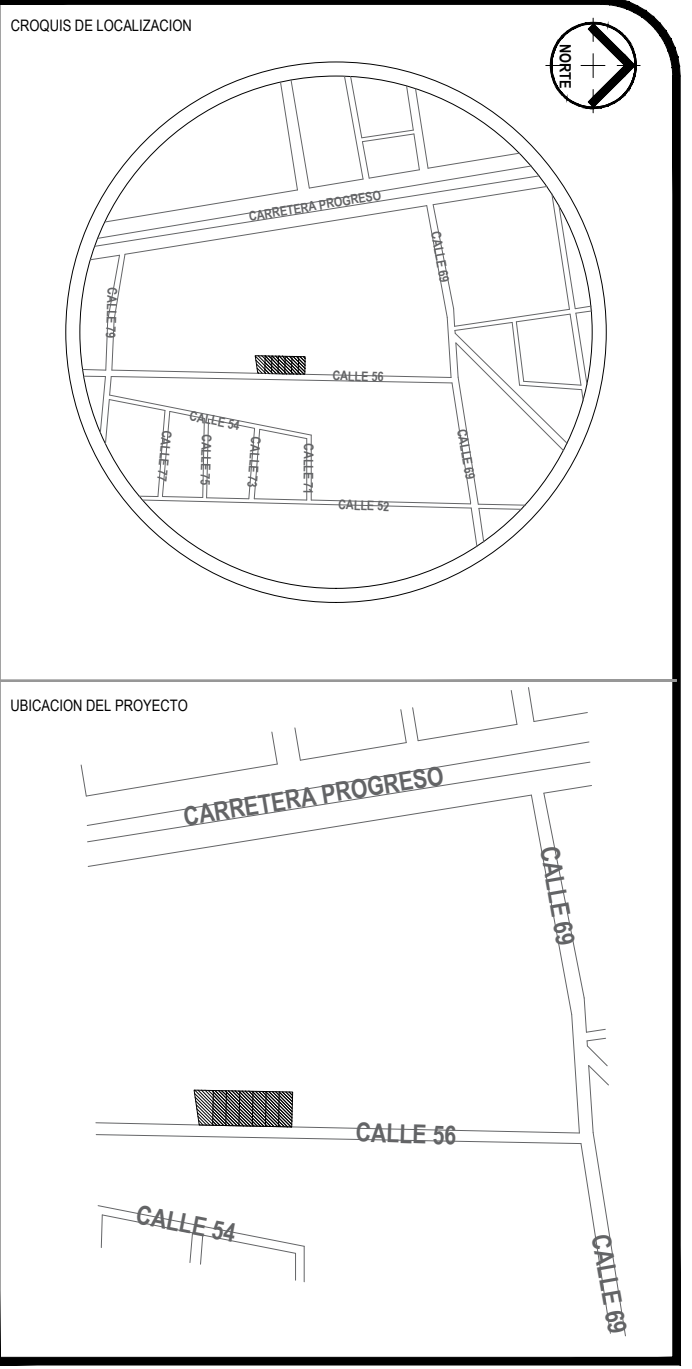 CROQUIS DE LOCALIZACION
NORTE
CARRETERA PROGRESO
CALLE 69
CALLE 79
CALLE 56
CALLE 54
CALLE 77
CALLE 75
CALLE 73
CALLE 71
CALLE 69
CALLE 52
UBICACION DEL PROYECTO
CARRETERA PROGRESO
CALLE 69
CALLE 56
CALLE 54
CALLE 69